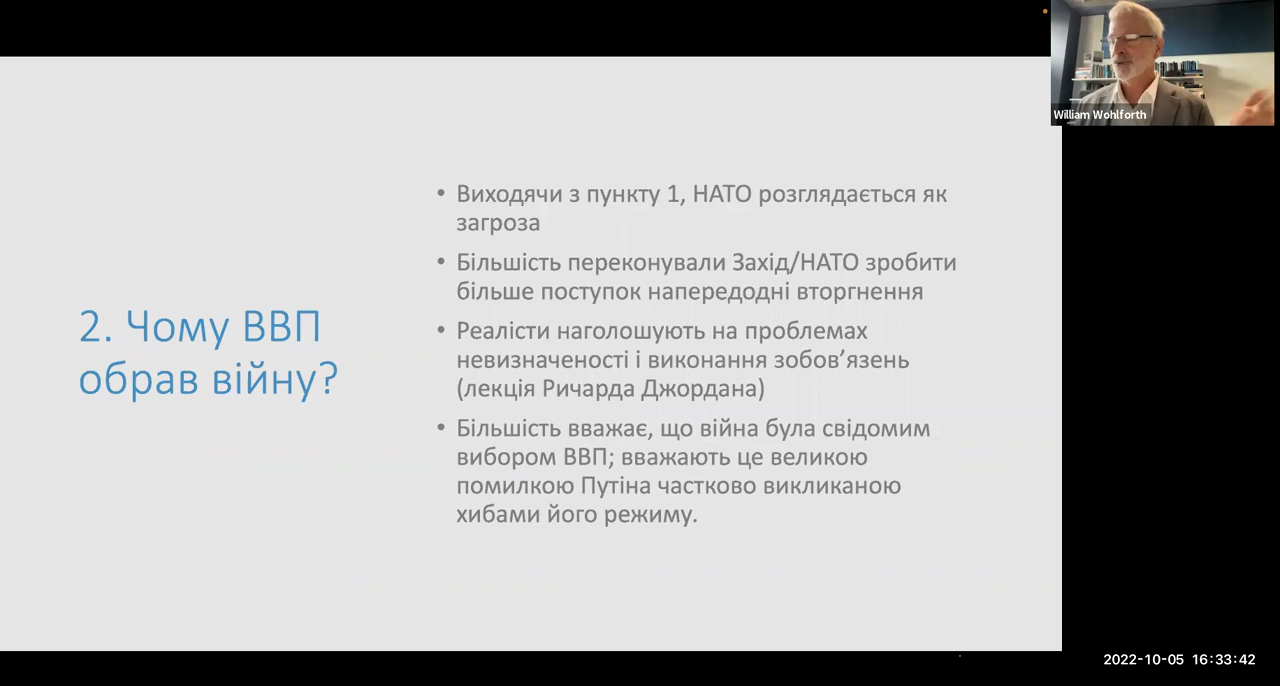 William Wohlforth
2. Чому ВВП
обрав війну?
• Виходячи з пункту 1, НАТО розглядається як
загроза
• Більшість переконували Захід/НАТО зробити
більше поступок напередодні вторгнення
• Реалісти наголошують на проблемах
невизначеності і виконання зобов’язень
(лекція Ричарда Джордана)
• Більшість вважає, що війна була свідомим
вибором ВВП; вважають це великою
помилкою Путіна частково викликаною
хибами його режиму.
2022-10-05 16:33:42